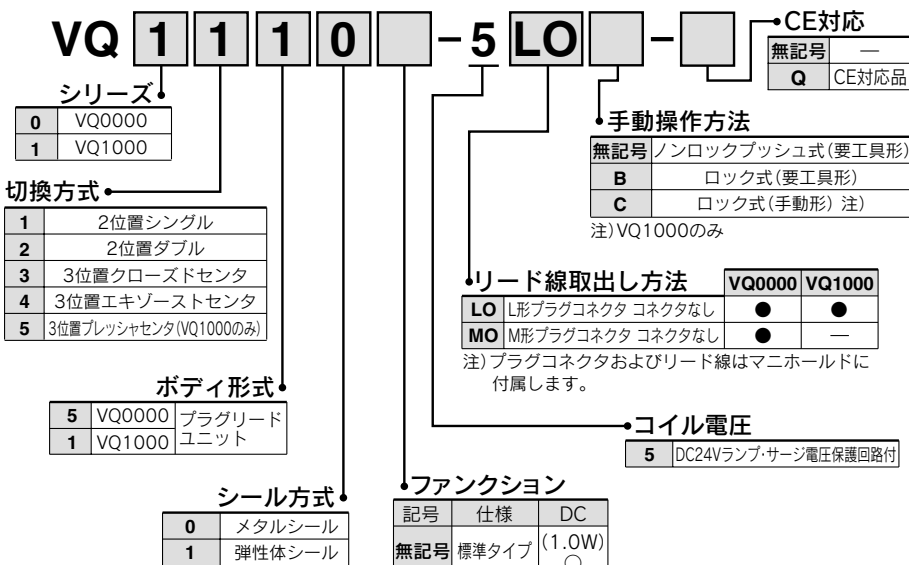 VQ 1 1 1 0 -5 LO -
CE対応
無記号 —
Q CE対応品
シリーズ
0 VQ0000
1 VQ1000
手動操作方法
無記号 ノンロックプッシュ式(要工具形)
B ロック式(要工具形)
C ロック式(手動形) 注)
注)VQ1000のみ
切換方式
1 2位置シングル
2 2位置ダブル
3 3位置クローズドセンタ
4 3位置エキゾーストセンタ
5 3位置プレッシャセンタ(VQ1000のみ)
リード線取出し方法 VQ0000 VQ1000
LO L形プラグコネクタ コネクタなし ● ●
MO M形プラグコネクタ コネクタなし ● —
注)プラグコネクタおよびリード線はマニホールドに
付属します。
ボディ形式
5 VQ0000 プラグリード
1 VQ1000 ユニット
コイル電圧
5 DC24Vランプ・サージ電圧保護回路付
シール方式
0 メタルシール
1 弾性体シール
ファンクション
記号 仕様 DC
無記号 標準タイプ (1.0W)
○